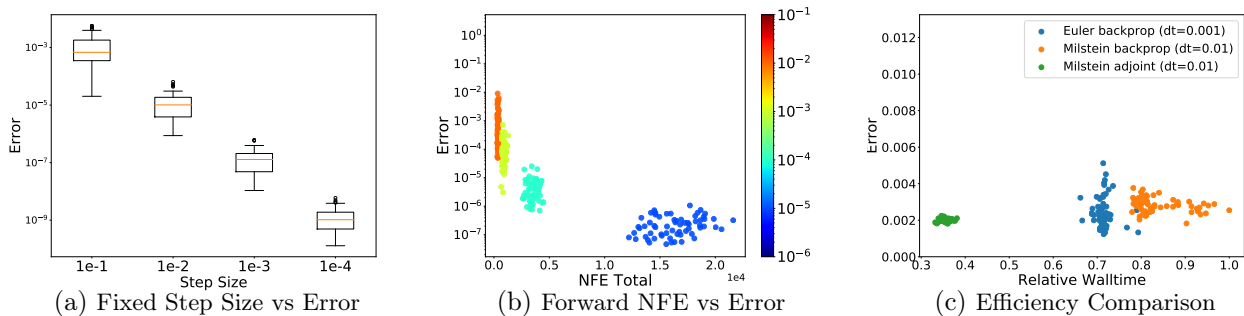 10⁻³
10⁻⁵
10⁻⁷
10⁻⁹
Error
1e-1 1e-2 1e-3 1e-4
Step Size
(a) Fixed Step Size vs Error
10⁰
10⁻¹
10⁻²
10⁻³
10⁻⁴
10⁻⁵
10⁻⁶
10⁻⁷
Error
0.0 0.5 1.0 1.5 2.0
1e4
NFE Total
10⁻¹
10⁻²
10⁻³
10⁻⁴
10⁻⁵
10⁻⁶
(b) Forward NFE vs Error
0.012
0.010
0.008
0.006
0.004
0.002
0.000
Error
Euler backprop (dt=0.001)
Milstein backprop (dt=0.01)
Milstein adjoint (dt=0.01)
0.3 0.4 0.5 0.6 0.7 0.8 0.9 1.0
Relative Walltime
(c) Efficiency Comparison